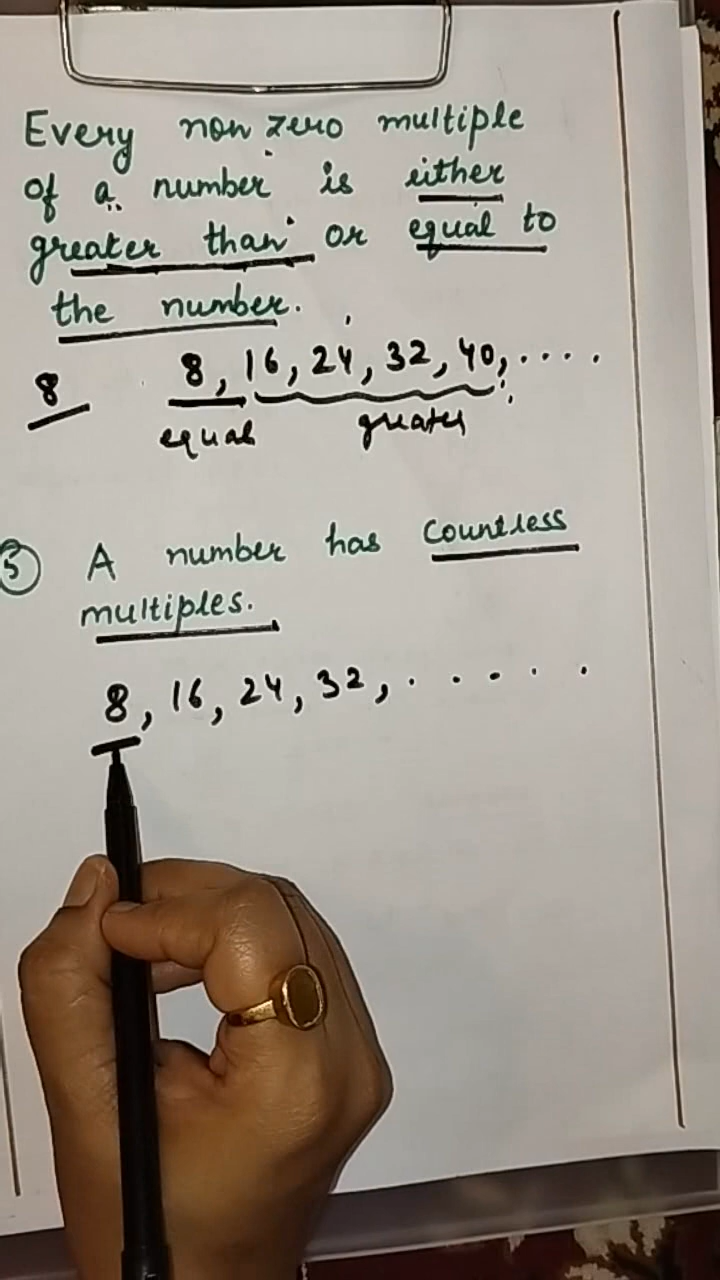 Every non zero multiple
of a number is either
greater than or equal to
the number.
8 8, 16, 24, 32, 40, ....
equal greater
5 A number has countless
multiples.
8, 16, 24, 32, .....